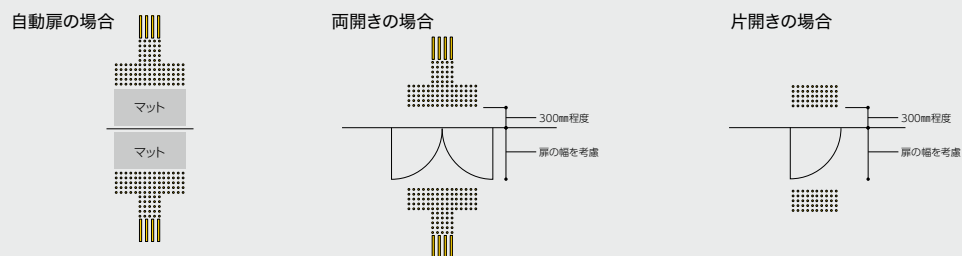 自動扉の場合
両開きの場合
片開きの場合
マット
マット
300㎜程度
扉の幅を考慮
300㎜程度
扉の幅を考慮